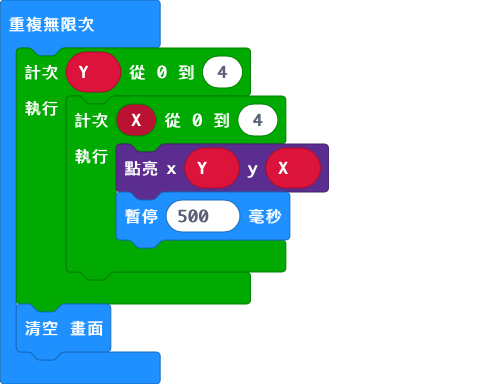 重複無限次
計次 Y 從 0 到 4
執行
計次 X 從 0 到 4
執行
點亮 x Y y X
暫停 500 毫秒
清空 畫面